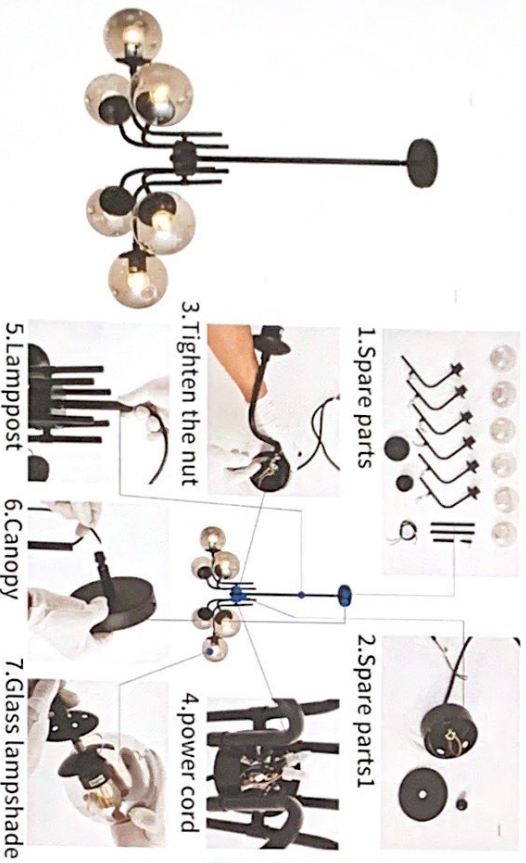 1.Spare parts
2.Spare parts1
3.Tighten the nut
4.power cord
5.Lamppost
6.Canopy
7.Glass lampshade